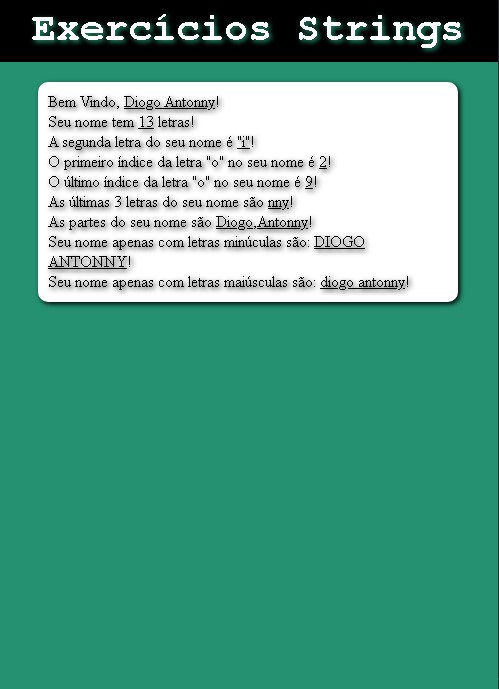 Exercícios Strings
Bem Vindo, Diogo Antonny!
Seu nome tem 13 letras!
A segunda letra do seu nome é "i"!
O primeiro índice da letra "o" no seu nome é 2!
O último índice da letra "o" no seu nome é 9!
As últimas 3 letras do seu nome são nny!
As partes do seu nome são Diogo,Antonny!
Seu nome apenas com letras minúculas são: DIOGO
ANTONNY!
Seu nome apenas com letras maiúsculas são: diogo antonny!